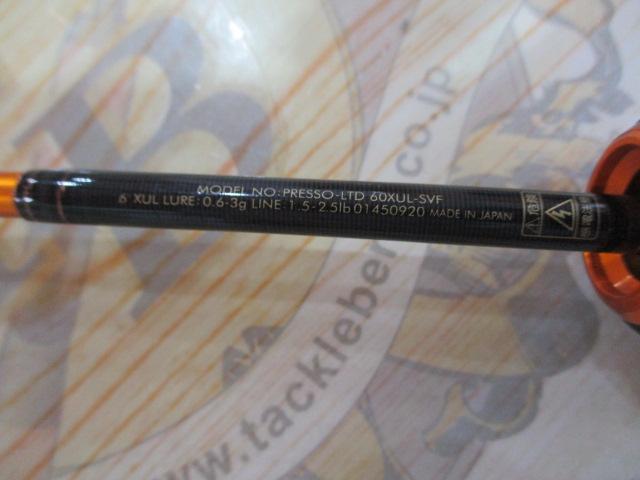 MODEL NO:PRESSO-LTD 60XUL-SVF
6 XUL LURE: 0.6-3g LINE: 1.5-2.5lb 01450920 MADE IN JAPAN
B
www.tackleber
.co.jp